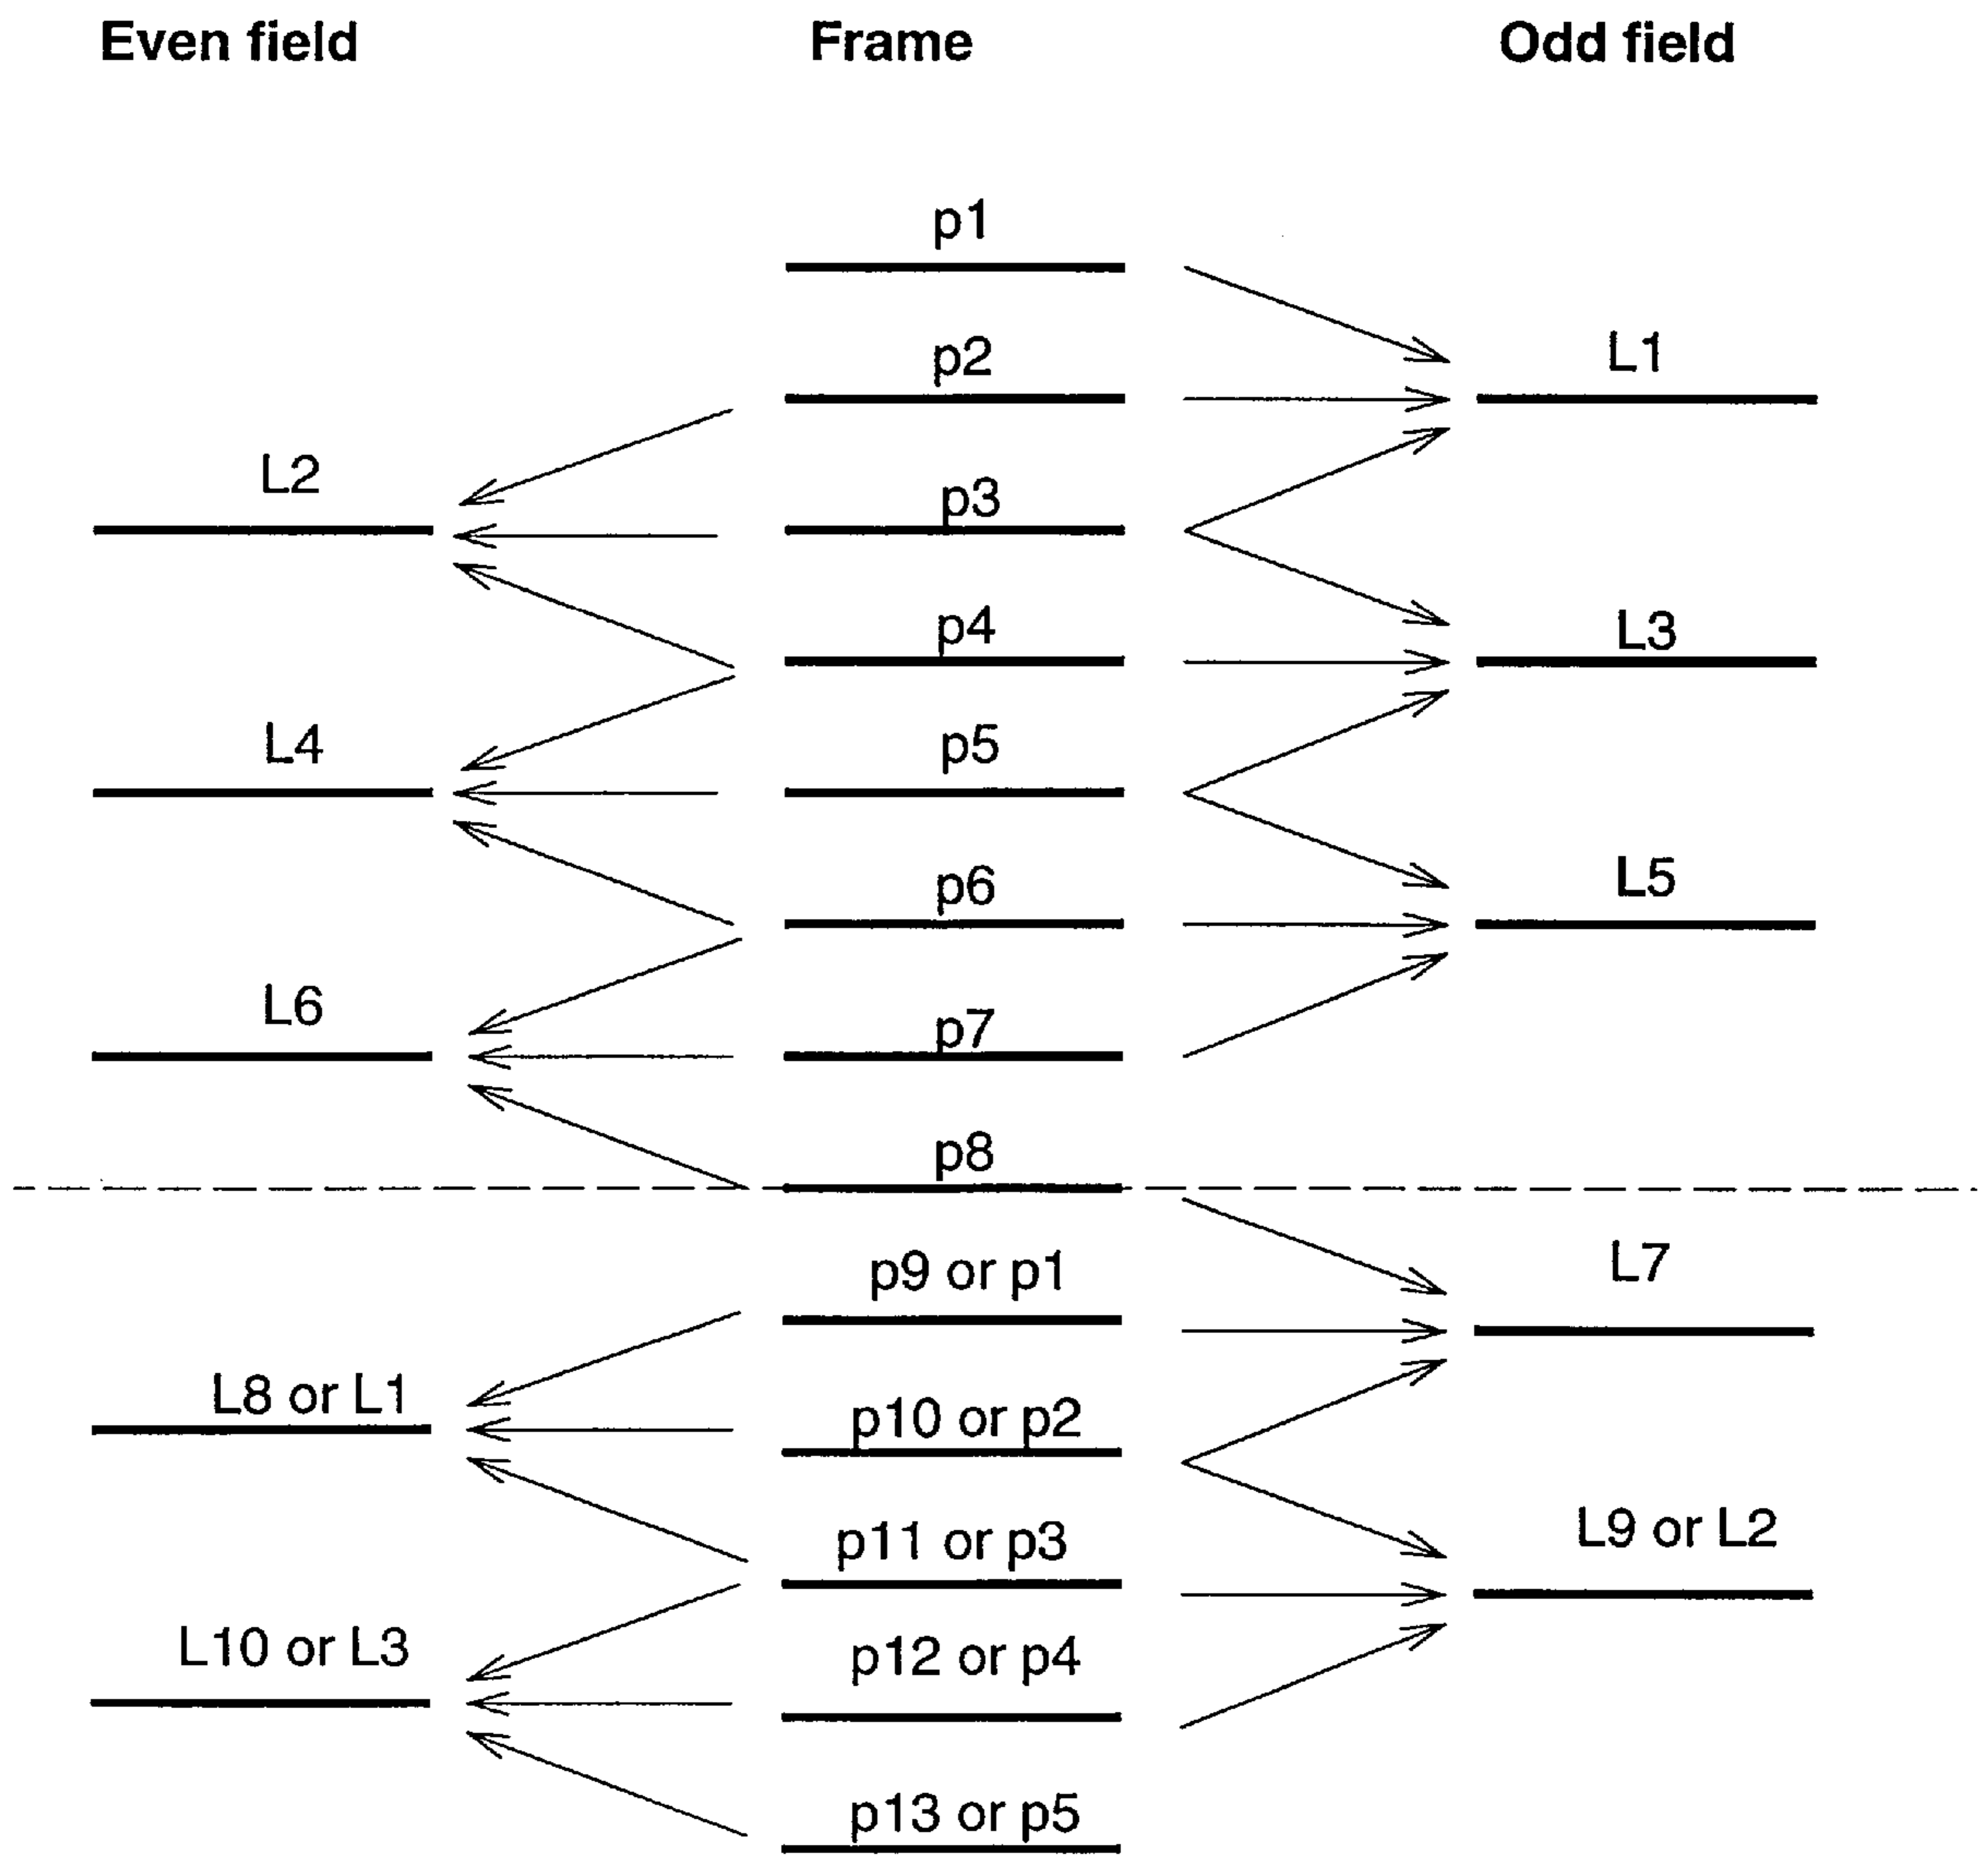 Even field Frame Odd field
p1
p2
L1
L2
p3
p4
L3
L4
p5
p6
L5
L6
p7
p8
p9 or p1
L7
L8 or L1
p10 or p2
p11 or p3
L9 or L2
L10 or L3
p12 or p4
p13 or p5